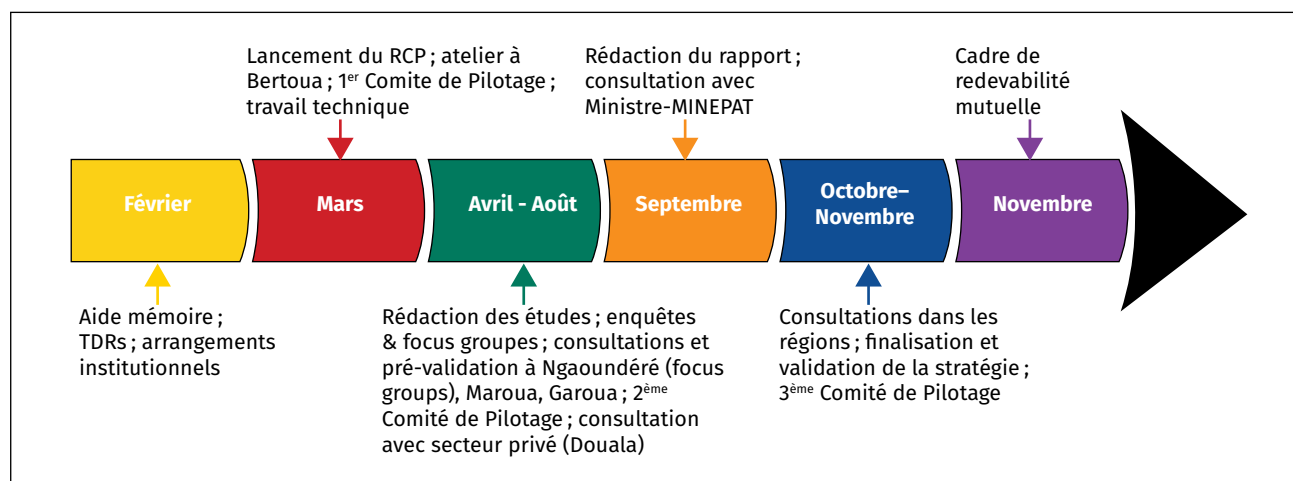 Lancement du RCP ; atelier à
Bertoua ; 1er Comite de Pilotage ;
travail technique
Rédaction du rapport ;
consultation avec
Ministre-MINEPAT
Cadre de
redevabilité
mutuelle
Février
Mars
Avril - Août
Septembre
Octobre–
Novembre
Novembre
Aide mémoire ;
TDRs ; arrangements
institutionnels
Rédaction des études ; enquêtes
& focus groupes ; consultations et
pré-validation à Ngaoundéré (focus
groups), Maroua, Garoua ; 2ème
Comité de Pilotage ; consultation
avec secteur privé (Douala)
Consultations dans les
régions ; finalisation et
validation de la stratégie ;
3ème Comité de Pilotage